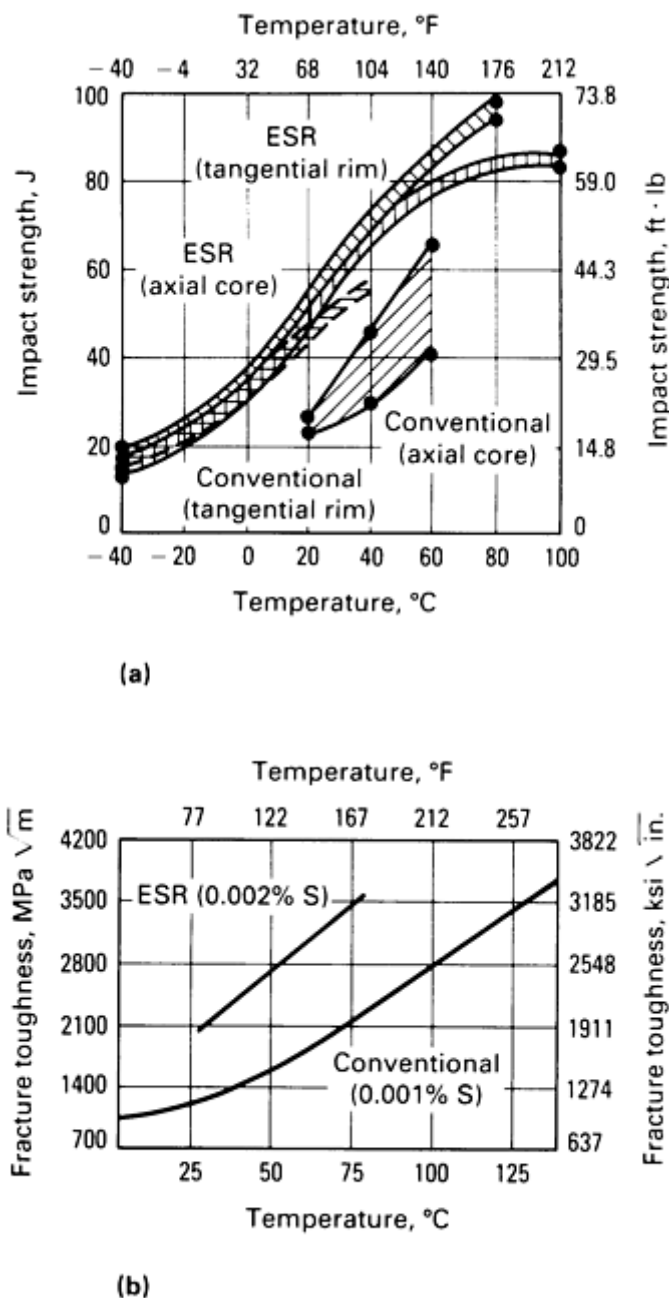 Temperature, °F
− 40 − 4 32 68 104 140 176 212
100 73.8
ESR
(tangential rim)
80 59.0
ESR
(axial core)
60 44.3
40 29.5
Conventional
(axial core)
20 14.8
Conventional
(tangential rim)
0 0
− 40 − 20 0 20 40 60 80 100
Temperature, °C
Impact strength, J
Impact strength, ft · lb
(a)
Temperature, °F
77 122 167 212 257
4200 3822
ESR (0.002% S)
3500 3185
2800 2548
2100 1911
Conventional
(0.001% S)
1400 1274
700 637
25 50 75 100 125
Temperature, °C
Fracture toughness, MPa √m
Fracture toughness, ksi √in.
(b)